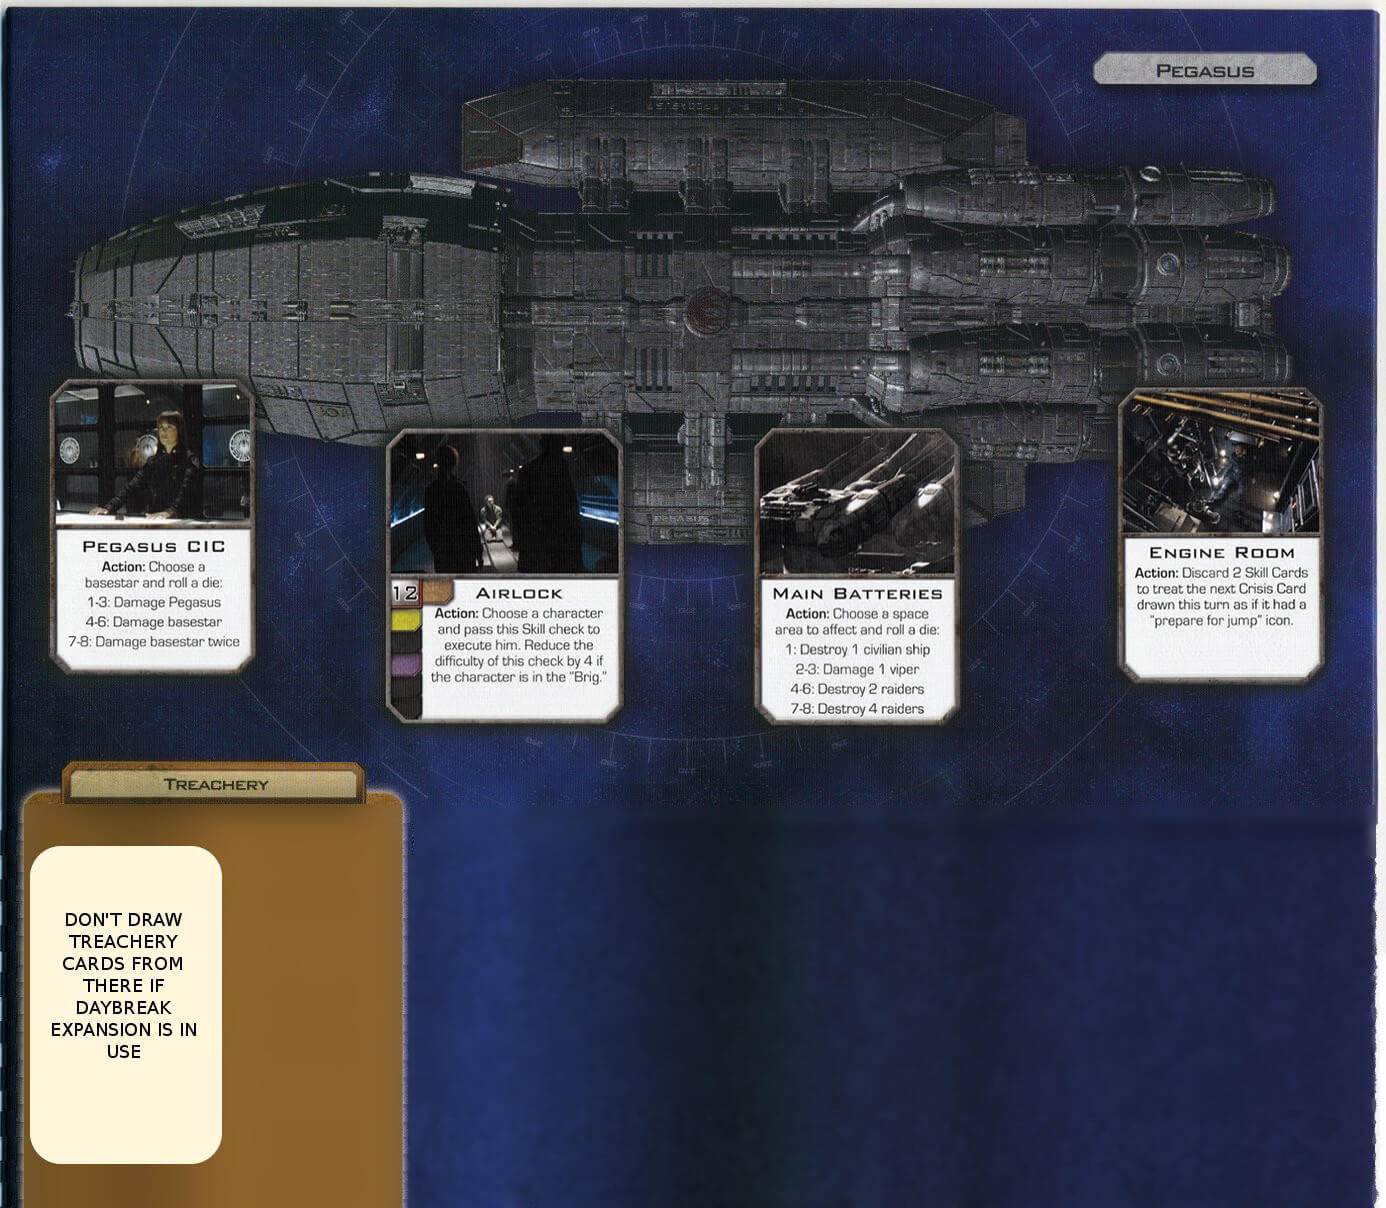 PEGASUS
PEGASUS
PEGASUS CIC
Action: Choose a
basestar and roll a die:
1-3: Damage Pegasus
4-6: Damage basestar
7-8: Damage basestar twice
12
AIRLOCK
Action: Choose a character
and pass this Skill check to
execute him. Reduce the
difficulty of this check by 4 if
the character is in the "Brig."
MAIN BATTERIES
Action: Choose a space
area to affect and roll a die:
1: Destroy 1 civilian ship
2-3: Damage 1 viper
4-6: Destroy 2 raiders
7-8: Destroy 4 raiders
ENGINE ROOM
Action: Discard 2 Skill Cards
to treat the next Crisis Card
drawn this turn as if it had a
"prepare for jump" icon.
TREACHERY
DON'T DRAW
TREACHERY
CARDS FROM
THERE IF
DAYBREAK
EXPANSION IS IN
USE